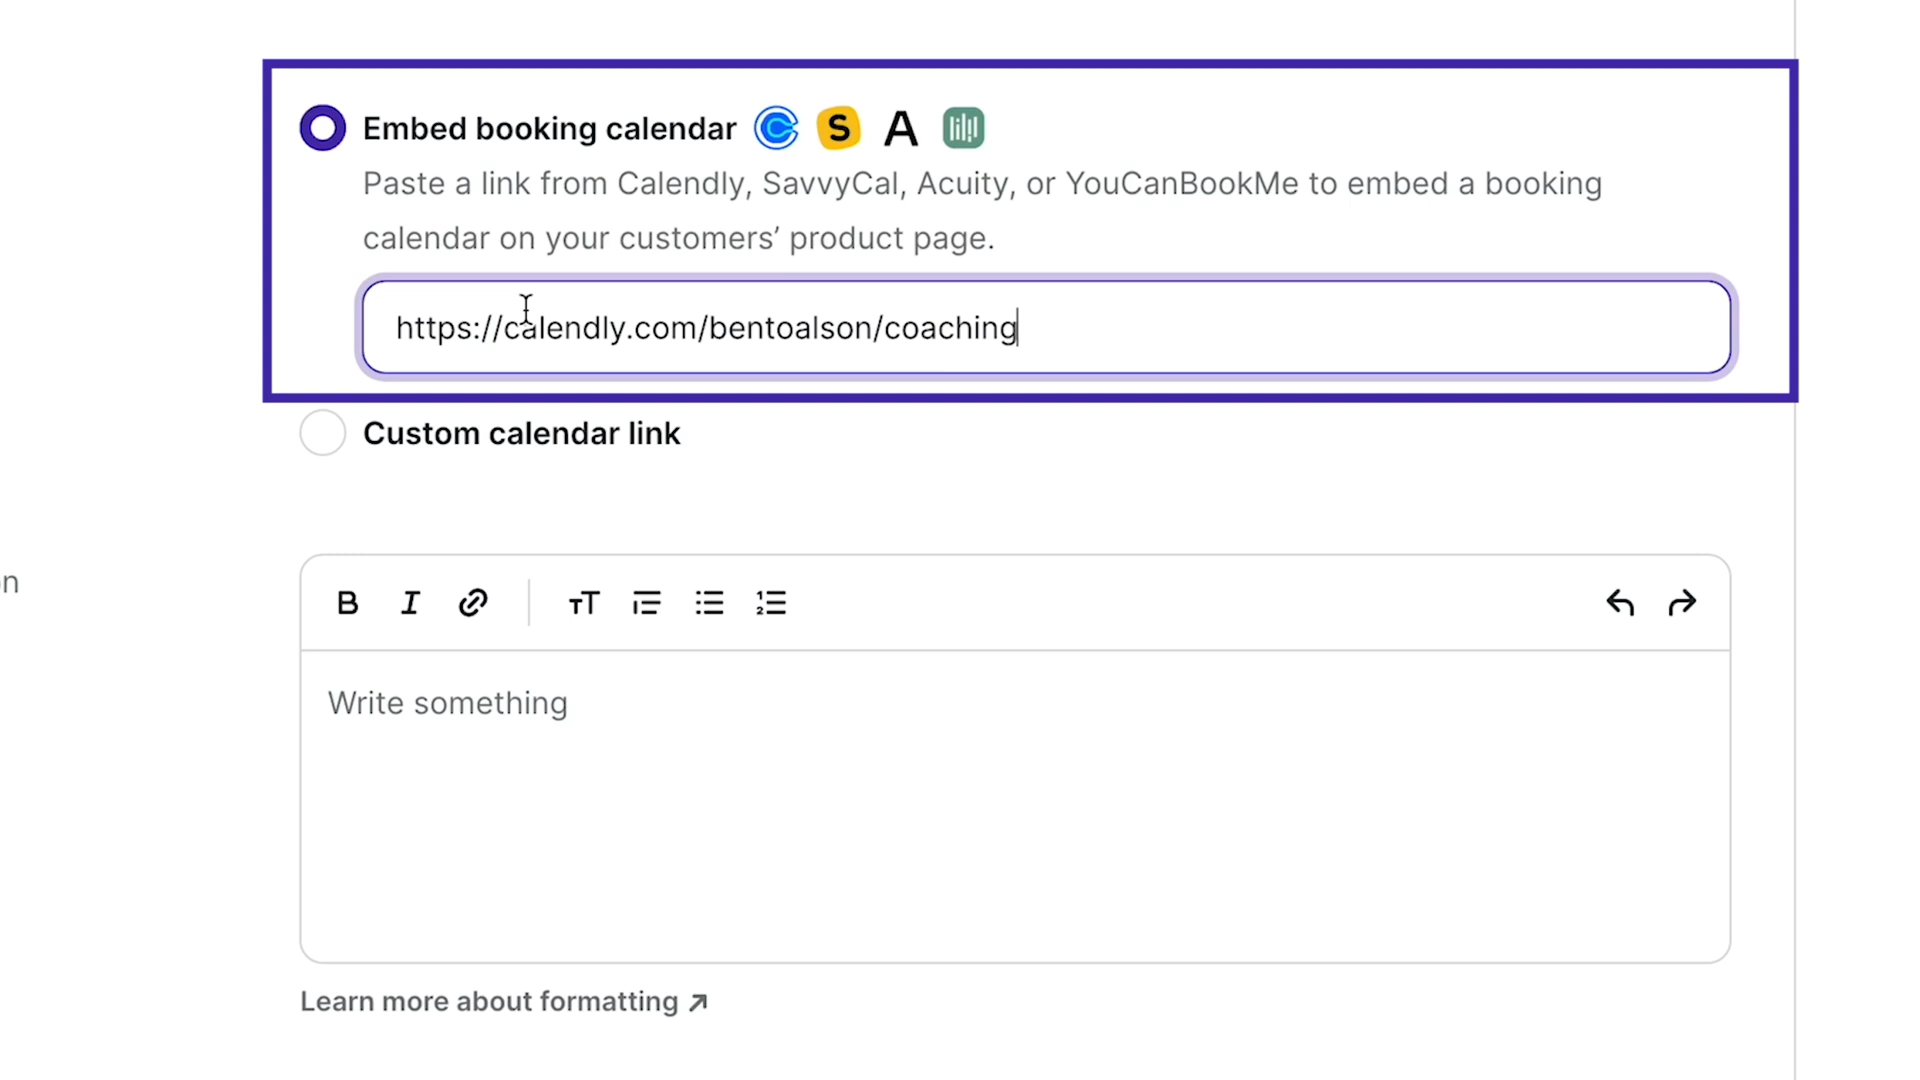 Embed booking calendar
Paste a link from Calendly, SavvyCal, Acuity, or YouCanBookMe to embed a booking
calendar on your customers’ product page.
https://calendly.com/bentoalson/coaching
Custom calendar link
n
B I TT
Write something
Learn more about formatting ↗